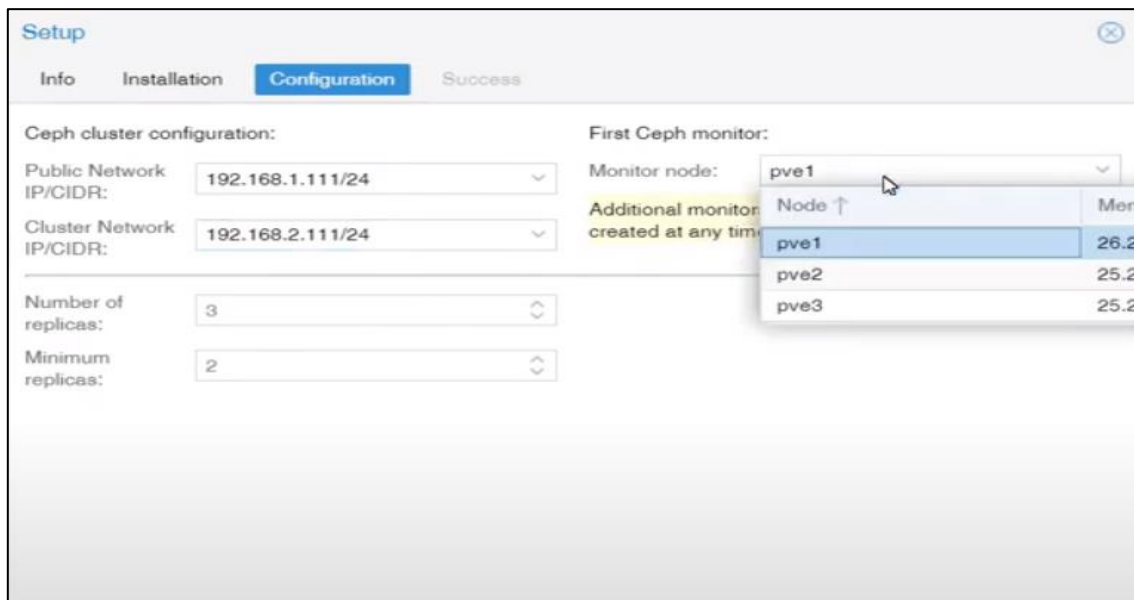 Setup
Info Installation Configuration Success
Ceph cluster configuration:
Public Network
IP/CIDR:
192.168.1.111/24
Cluster Network
IP/CIDR:
192.168.2.111/24
Number of
replicas:
3
Minimum
replicas:
2
First Ceph monitor:
Monitor node: pve1
Additional monitor
created at any tim
Node ↑ Mer
pve1 26.2
pve2 25.2
pve3 25.2